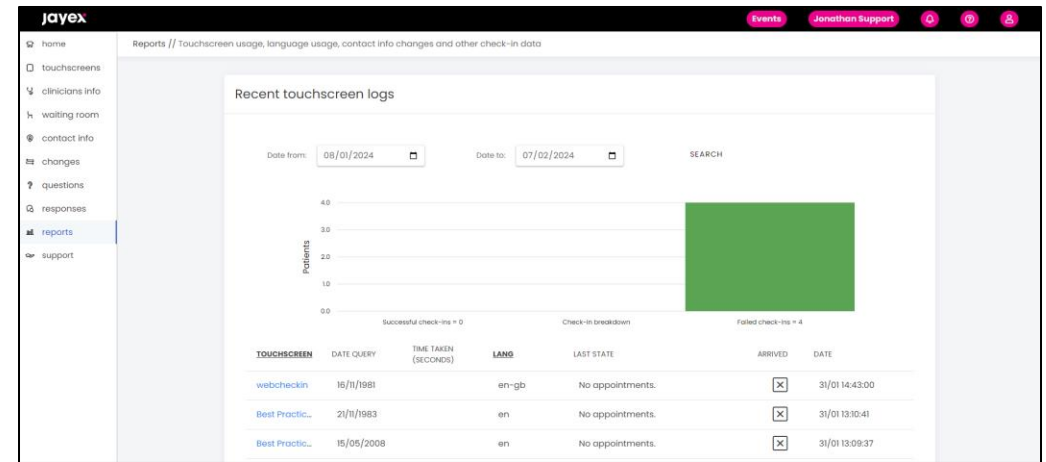 Jayex
Events
Jonathan Support
home
touchscreens
clinicians info
waiting room
contact info
changes
questions
responses
reports
support
Reports // Touchscreen usage, language usage, contact info changes and other check-in data
Recent touchscreen logs
Date from: 08/01/2024 Date to: 07/02/2024 SEARCH
4.0
3.0
2.0
1.0
0.0
Patients
Successful check-ins = 0 Check-in breakdown Failed check-ins = 4
TOUCHSCREEN DATE QUERY TIME TAKEN (SECONDS) LANG LAST STATE ARRIVED DATE
webcheckin 16/11/1981 en-gb No appointments. 31/01 14:43:00
Best Practic... 21/11/1983 en No appointments. 31/01 13:10:41
Best Practic... 15/05/2008 en No appointments. 31/01 13:09:37